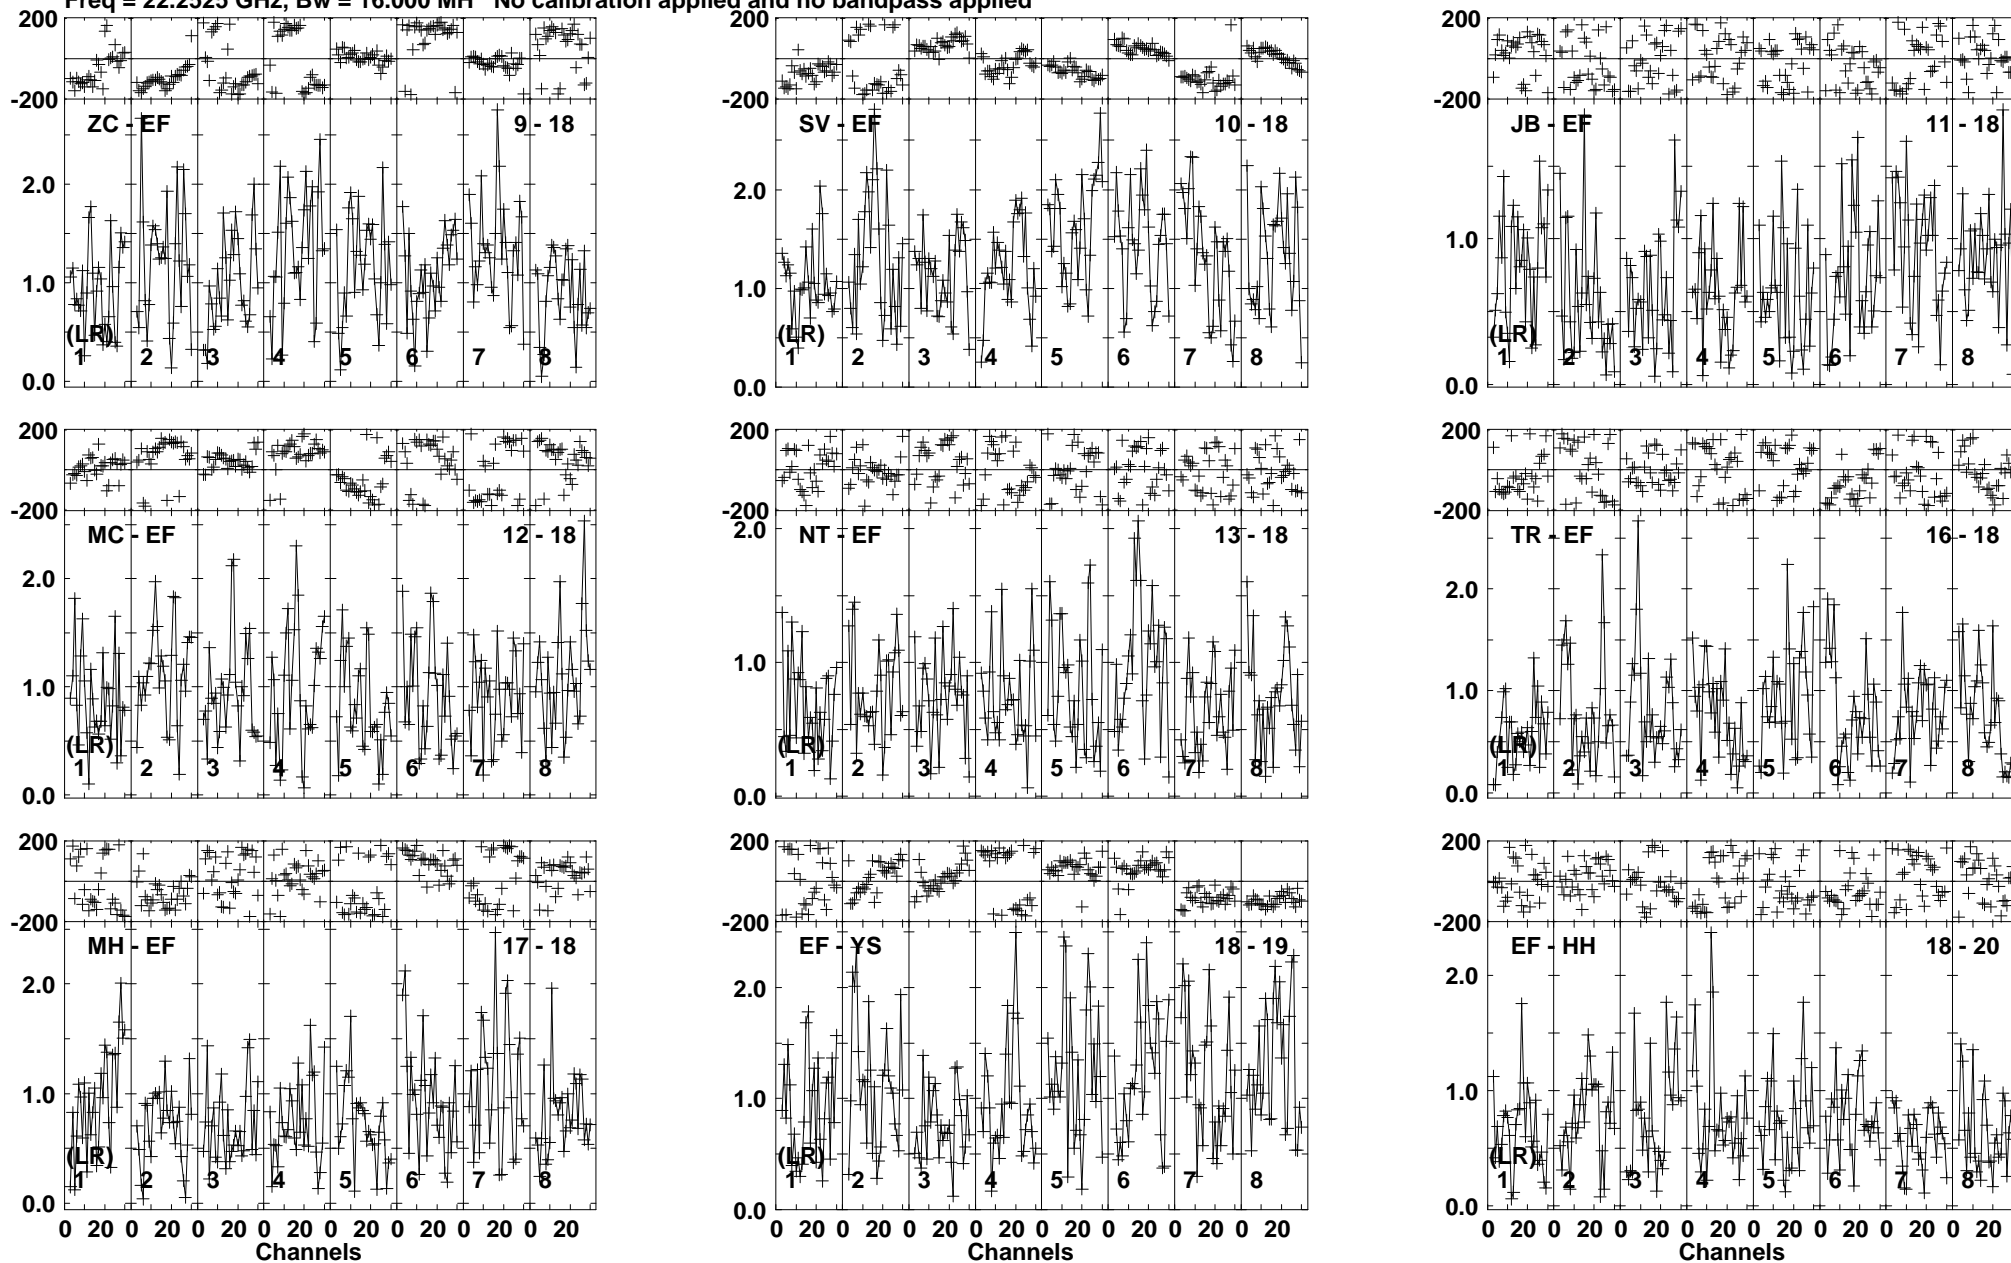 Freq = 22.2525 GHz, Bw = 16.000 MH No calibration applied and no bandpass applied
200
-200
ZC - EF 9 - 18
2.0
1.0
0.0
(LR)
1 2 3 4 5 6 7 8
200
-200
SV - EF 10 - 18
2.0
1.0
0.0
(LR)
1 2 3 4 5 6 7 8
200
-200
JB - EF 11 - 18
1.0
0.0
(LR)
1 2 3 4 5 6 7 8
200
-200
MC - EF 12 - 18
2.0
1.0
0.0
(LR)
1 2 3 4 5 6 7 8
200
-200
NT - EF 13 - 18
2.0
1.0
0.0
(LR)
1 2 3 4 5 6 7 8
200
-200
TR - EF 16 - 18
2.0
1.0
0.0
(LR)
1 2 3 4 5 6 7 8
200
-200
MH - EF 17 - 18
2.0
1.0
0.0
(LR)
1 2 3 4 5 6 7 8
0 20 0 20 0 20 0 20 0 20 0 20 0 20 0 20
Channels
200
-200
EF - YS 18 - 19
2.0
1.0
0.0
(LR)
1 2 3 4 5 6 7 8
0 20 0 20 0 20 0 20 0 20 0 20 0 20 0 20
Channels
200
-200
EF - HH 18 - 20
2.0
1.0
0.0
(LR)
1 2 3 4 5 6 7 8
0 20 0 20 0 20 0 20 0 20 0 20 0 20 0 20
Channels